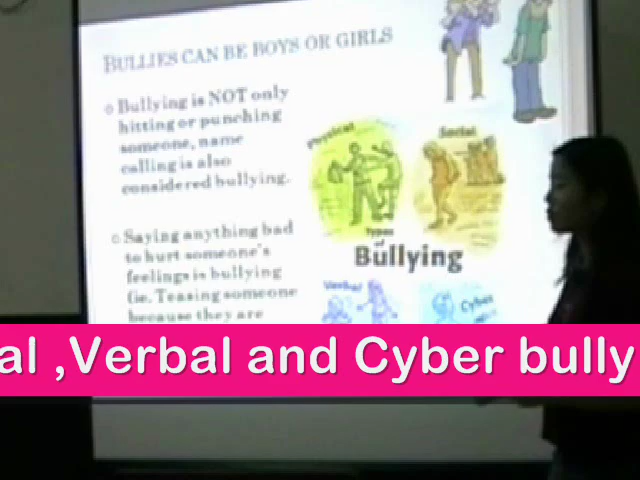 BULLIES CAN BE BOYS OR GIRLS
Bullying is NOT only
hitting or punching
someone, name
calling is also
considered bullying.
Saying anything bad
to hurt someone's
feelings is bullying
(ie. Teasing someone
because they are
Physical
Social
Types
of
Bullying
Verbal
Cyber
al ,Verbal and Cyber bully